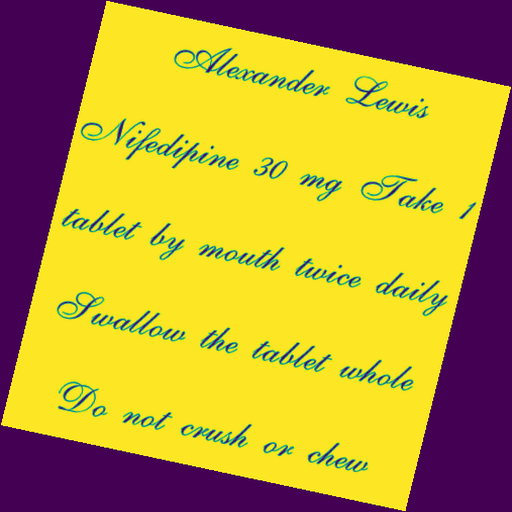 Alexander Lewis
Nifedipine 30 mg Take 1
tablet by mouth twice daily
Swallow the tablet whole
Do not crush or chew